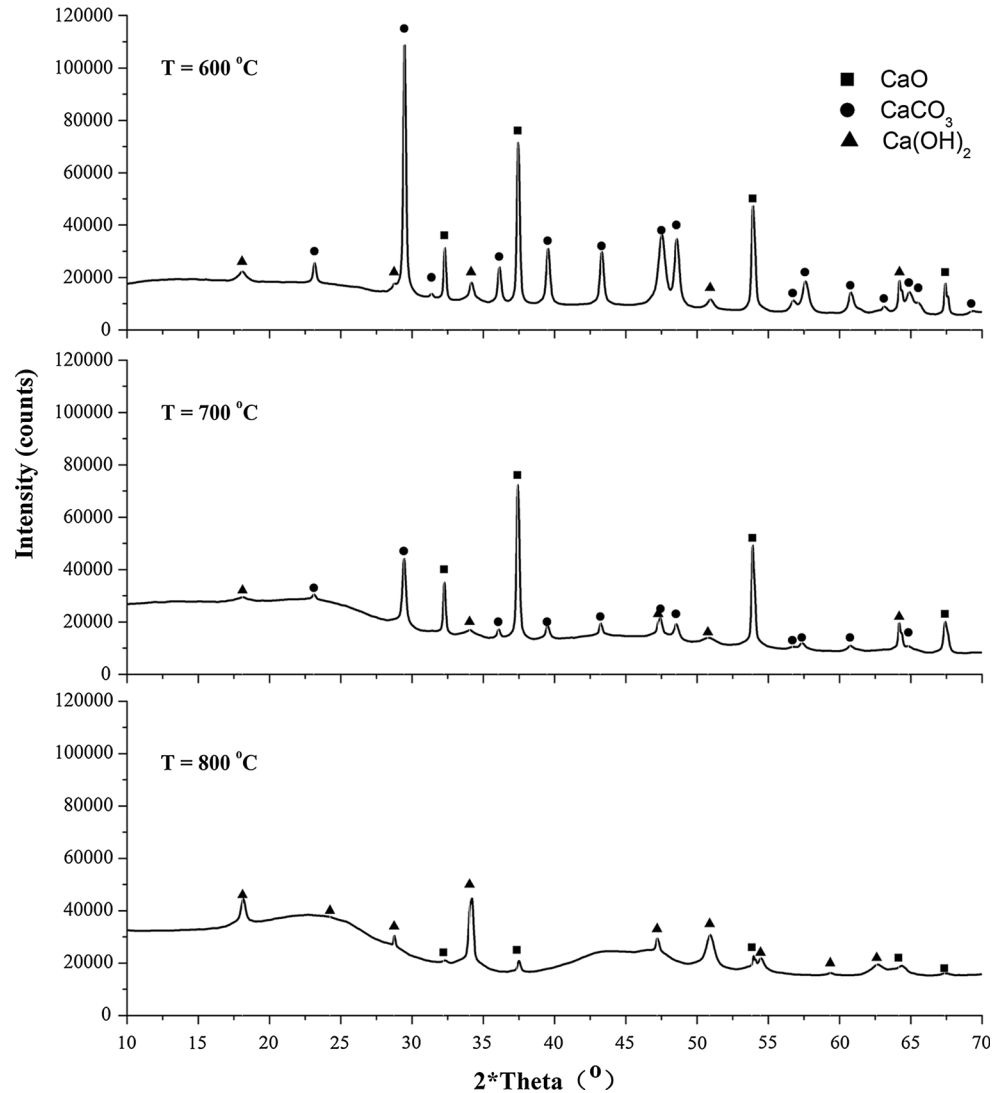 120000
100000
80000
60000
40000
20000
0
T = 600 °C
■ CaO
● CaCO₃
▲ Ca(OH)₂
120000
100000
80000
60000
40000
20000
0
T = 700 °C
Intensity (counts)
120000
100000
80000
60000
40000
20000
0
T = 800 °C
10 15 20 25 30 35 40 45 50 55 60 65 70
2*Theta (°)